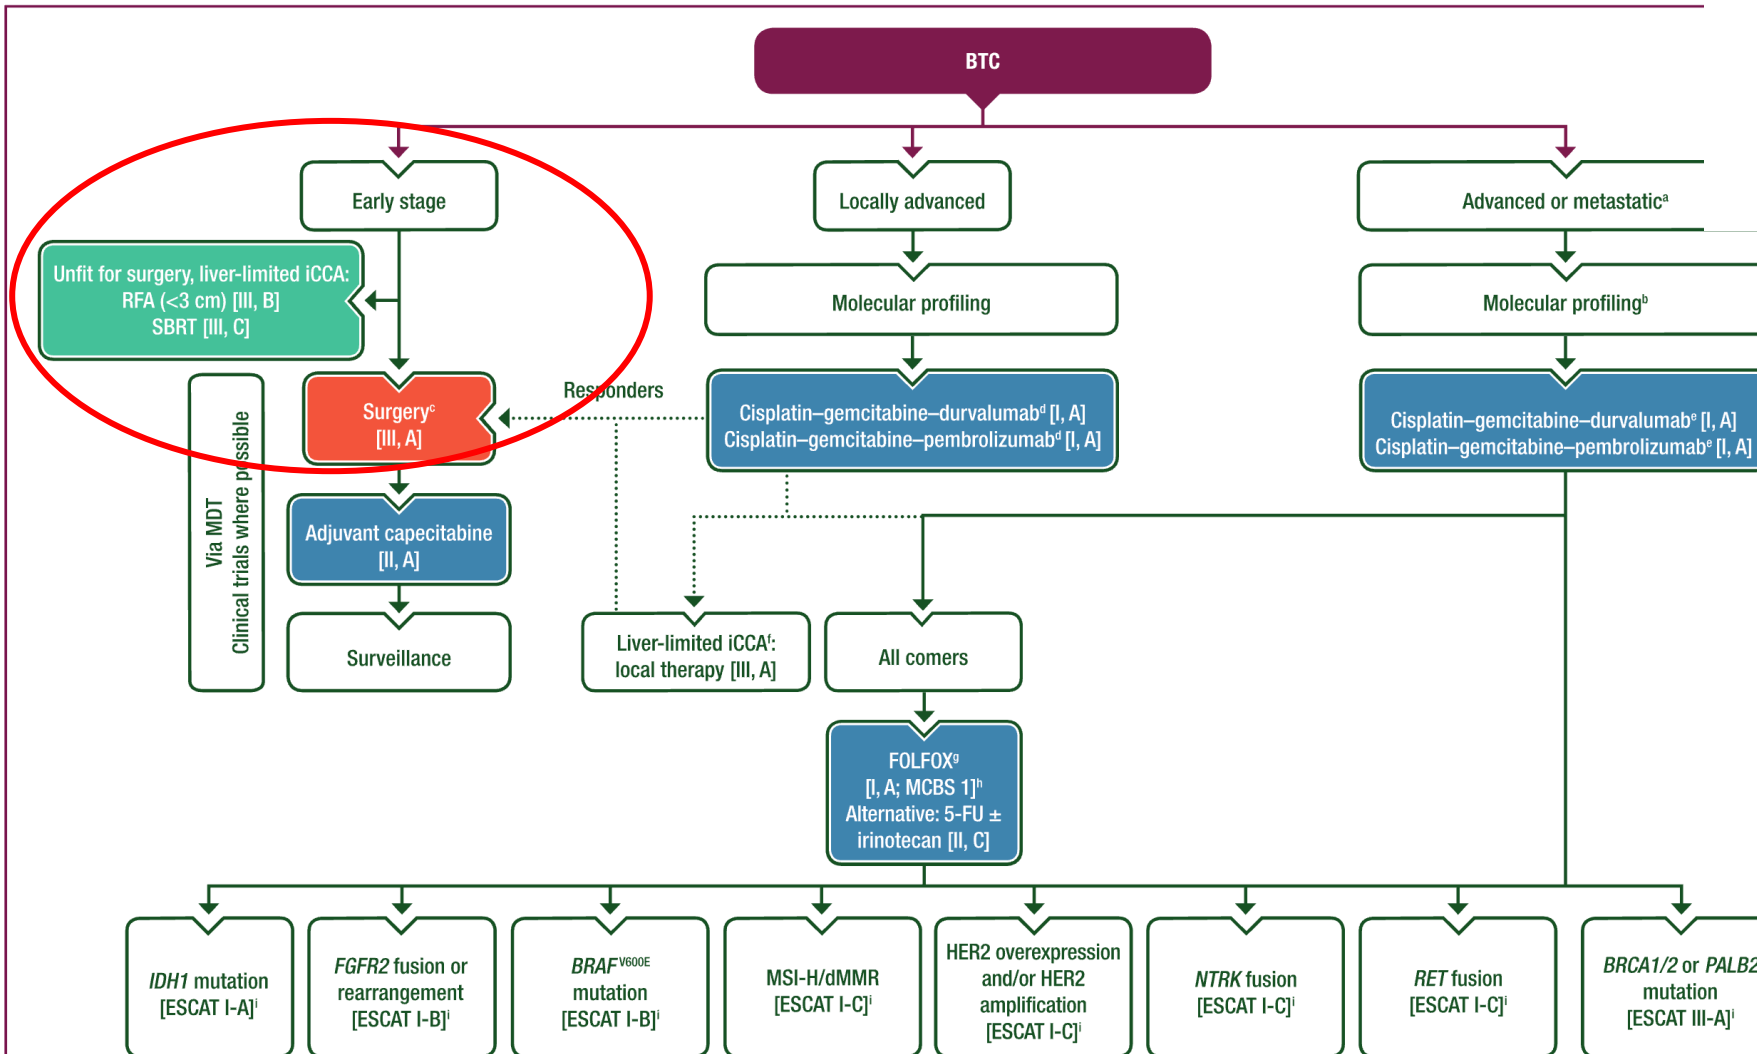 BTC
Early stage
Locally advanced
Advanced or metastaticᵃ
Unfit for surgery, liver-limited iCCA:
RFA (<3 cm) [III, B]
SBRT [III, C]
Molecular profiling
Molecular profilingᵇ
Surgeryᶜ
[III, A]
Responders
Cisplatin–gemcitabine–durvalumabᵈ [I, A]
Cisplatin–gemcitabine–pembrolizumabᵈ [I, A]
Cisplatin–gemcitabine–durvalumabᵉ [I, A]
Cisplatin–gemcitabine–pembrolizumabᵉ [I, A]
Via MDT
Clinical trials where possible
Adjuvant capecitabine
[II, A]
Surveillance
Liver-limited iCCAᶠ:
local therapy [III, A]
All comers
FOLFOXᵍ
[I, A; MCBS 1]ʰ
Alternative: 5-FU ±
irinotecan [II, C]
IDH1 mutation
[ESCAT I-A]ⁱ
FGFR2 fusion or
rearrangement
[ESCAT I-B]ⁱ
BRAFⱽ⁶⁰⁰ᴱ
mutation
[ESCAT I-B]ⁱ
MSI-H/dMMR
[ESCAT I-C]ⁱ
HER2 overexpression
and/or HER2
amplification
[ESCAT I-C]ⁱ
NTRK fusion
[ESCAT I-C]ⁱ
RET fusion
[ESCAT I-C]ⁱ
BRCA1/2 or PALB2
mutation
[ESCAT III-A]ⁱ